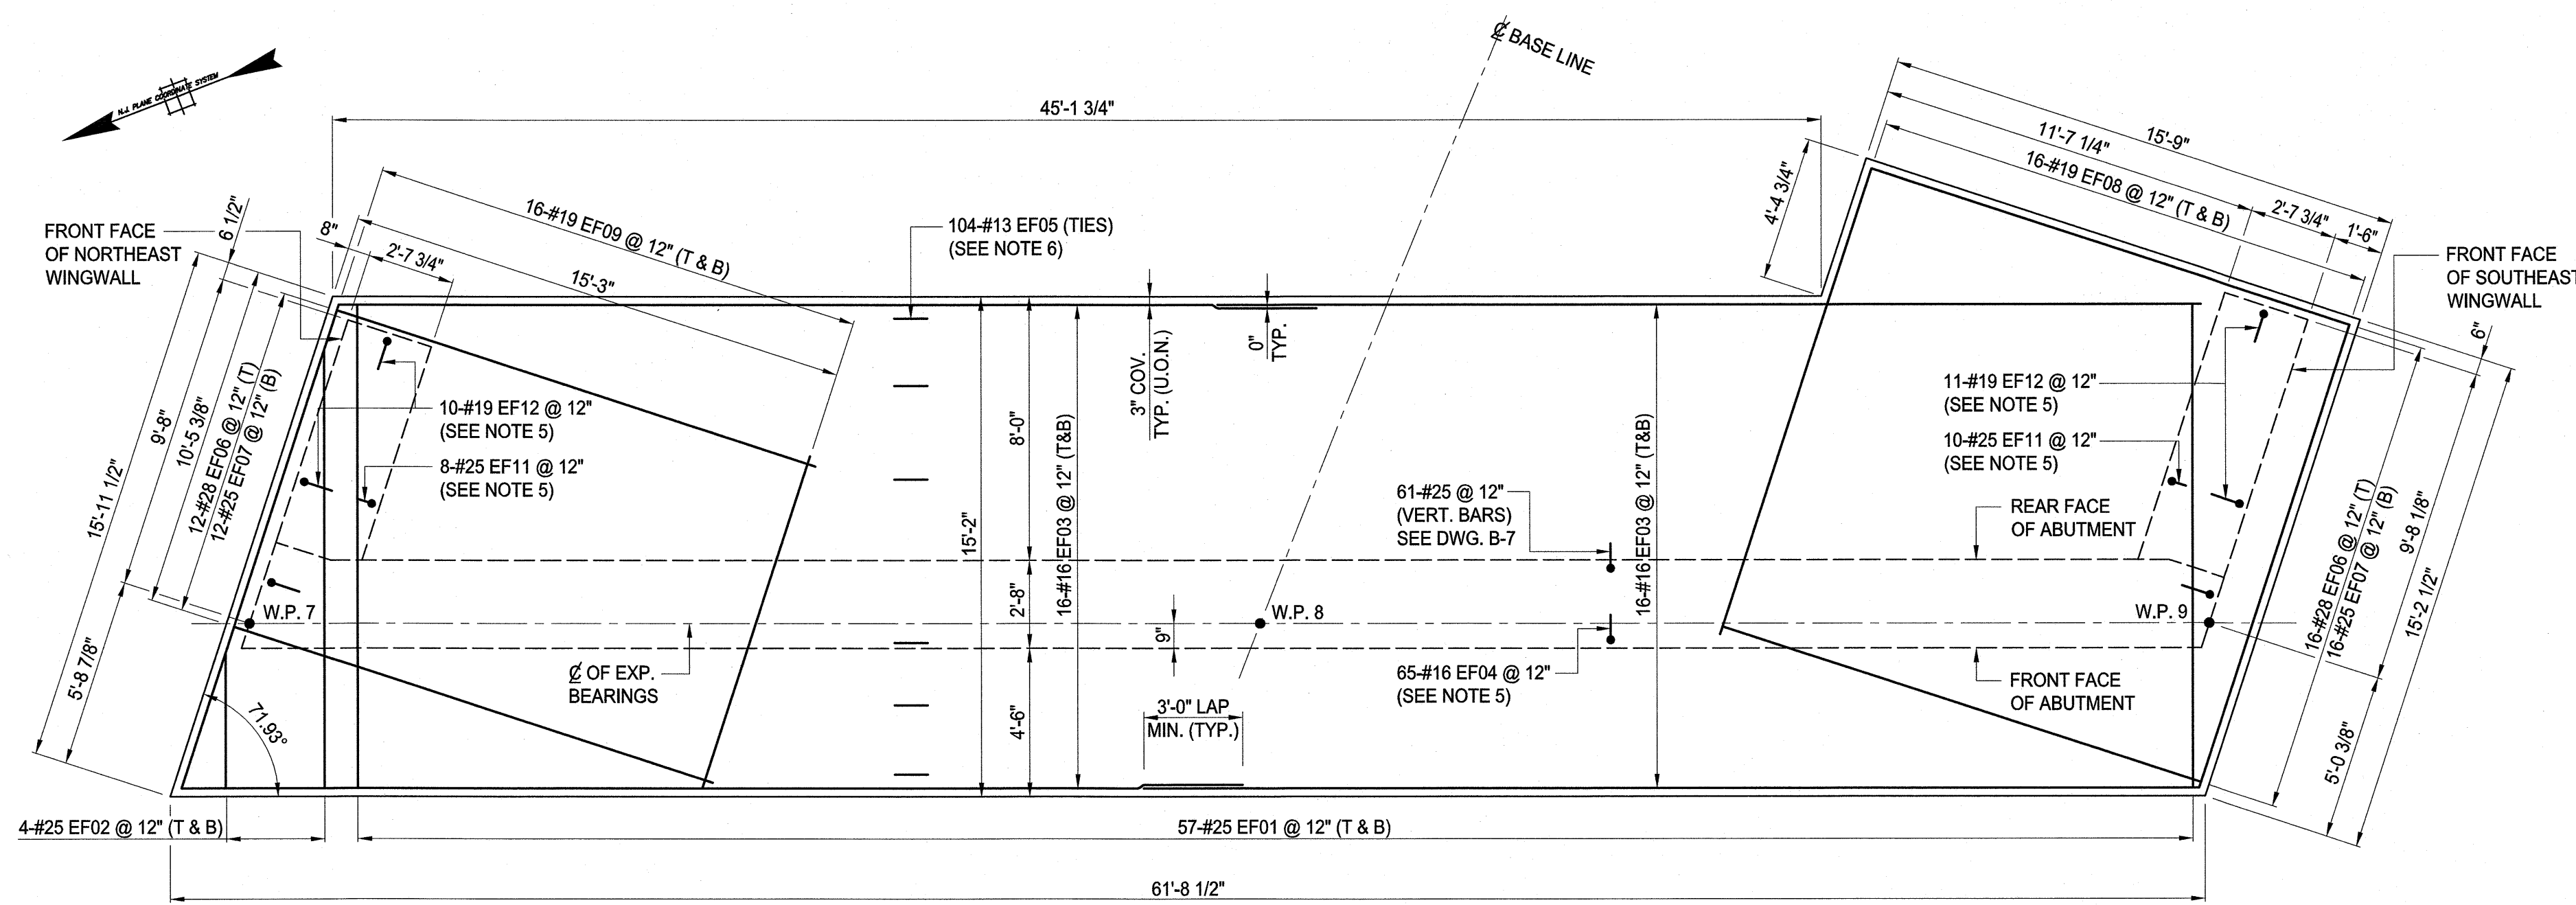 ℄ BASE LINE
N.J. PLANE COORDINATE SYSTEM
45'-1 3/4"
15'-9"
11'-7 1/4"
16-#19 EF08 @ 12" (T & B)
2'-7 3/4"
1'-6"
4'-4 3/4"
FRONT FACE
OF NORTHEAST
WINGWALL
6 1/2"
8"
2'-7 3/4"
16-#19 EF09 @ 12" (T & B)
15'-3"
104-#13 EF05 (TIES)
(SEE NOTE 6)
FRONT FACE
OF SOUTHEAST
WINGWALL
6"
3" COV.
TYP. (U.O.N.)
0"
TYP.
8'-0"
15'-2"
16-#16 EF03 @ 12" (T&B)
16-#16 EF03 @ 12" (T&B)
10-#19 EF12 @ 12"
(SEE NOTE 5)
8-#25 EF11 @ 12"
(SEE NOTE 5)
11-#19 EF12 @ 12"
(SEE NOTE 5)
10-#25 EF11 @ 12"
(SEE NOTE 5)
61-#25 @ 12"
(VERT. BARS)
SEE DWG. B-7
REAR FACE
OF ABUTMENT
15'-11 1/2"
9'-8"
10'-5 3/8"
12-#28 EF06 @ 12" (T)
12-#25 EF07 @ 12" (B)
5'-8 7/8"
16-#28 EF06 @ 12" (T)
16-#25 EF07 @ 12" (B)
9'-8 1/8"
15'-2 1/2"
5'-0 3/8"
W.P. 7
W.P. 8
W.P. 9
2'-8"
9"
4'-6"
℄ OF EXP.
BEARINGS
65-#16 EF04 @ 12"
(SEE NOTE 5)
FRONT FACE
OF ABUTMENT
3'-0" LAP
MIN. (TYP.)
71.93°
4-#25 EF02 @ 12" (T & B)
57-#25 EF01 @ 12" (T & B)
61'-8 1/2"